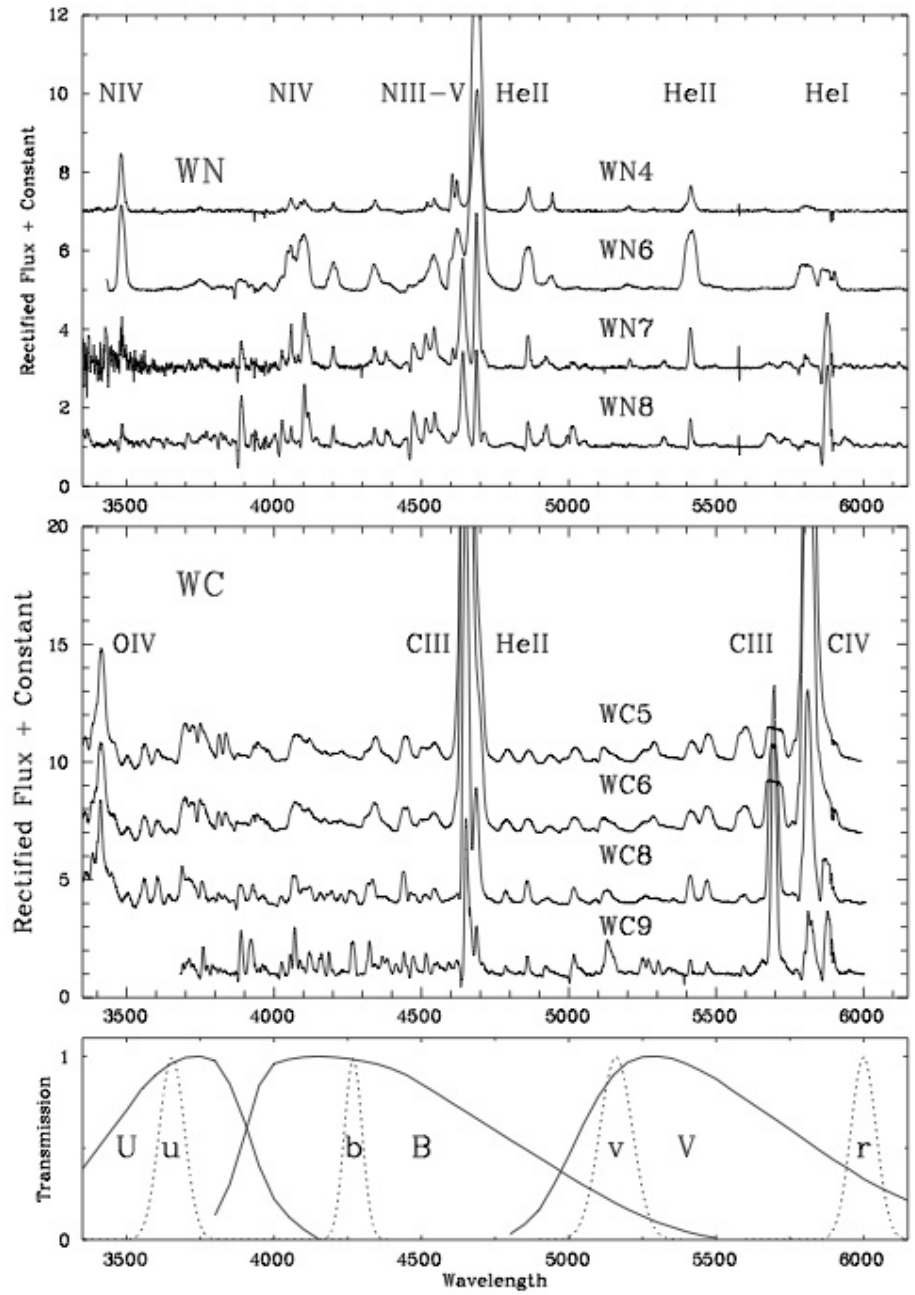 12
10
8
6
4
2
0
Rectified Flux + Constant
NIV NIV NIII-V HeII HeII HeI
WN
WN4
WN6
WN7
WN8
3500 4000 4500 5000 5500 6000
20
15
10
5
0
Rectified Flux + Constant
WC
OIV CIII HeII CIII CIV
WC5
WC6
WC8
WC9
3500 4000 4500 5000 5500 6000
1
0.5
0
Transmission
U u b B v V r
3500 4000 4500 5000 5500 6000
Wavelength